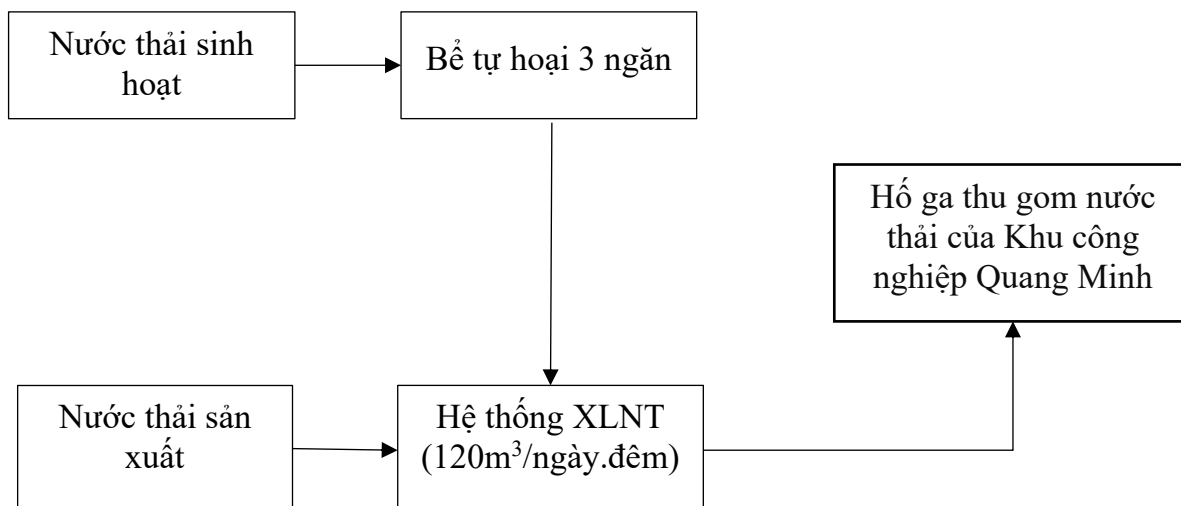 Nước thải sinh
hoạt
Bể tự hoại 3 ngăn
Hố ga thu gom nước
thải của Khu công
nghiệp Quang Minh
Nước thải sản
xuất
Hệ thống XLNT
(120m³/ngày.đêm)